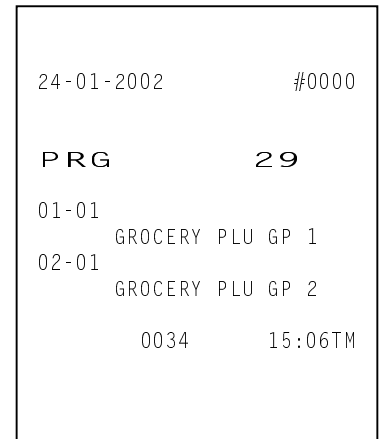 24-01-2002 #0000
PRG 29
01-01
GROCERY PLU GP 1
02-01
GROCERY PLU GP 2
0034 15:06TM